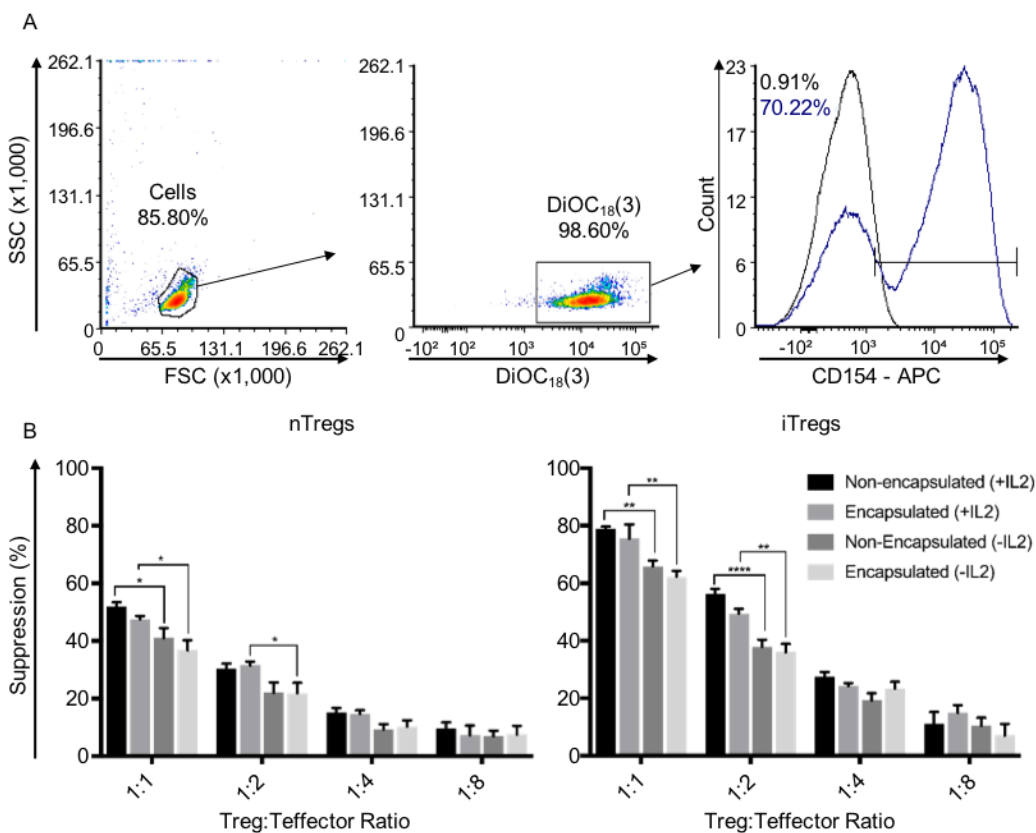 A
SSC (x1,000)
262.1
196.6
131.1
65.5
0
Cells
85.80%
0 65.5 131.1 196.6 262.1
FSC (x1,000)
262.1
196.6
131.1
65.5
0
DiOC₁₈(3)
98.60%
-10² 10² 10³ 10⁴ 10⁵
DiOC₁₈(3)
Count
23
17
12
6
0
0.91%
70.22%
-10² 10³ 10⁴ 10⁵
CD154 - APC
B
nTregs
Suppression (%)
100
80
60
40
20
0
*
*
*
1:1 1:2 1:4 1:8
Treg:Teffector Ratio
iTregs
100
80
60
40
20
0
**
**
**
****
Non-encapsulated (+IL2)
Encapsulated (+IL2)
Non-Encapsulated (-IL2)
Encapsulated (-IL2)
1:1 1:2 1:4 1:8
Treg:Teffector Ratio